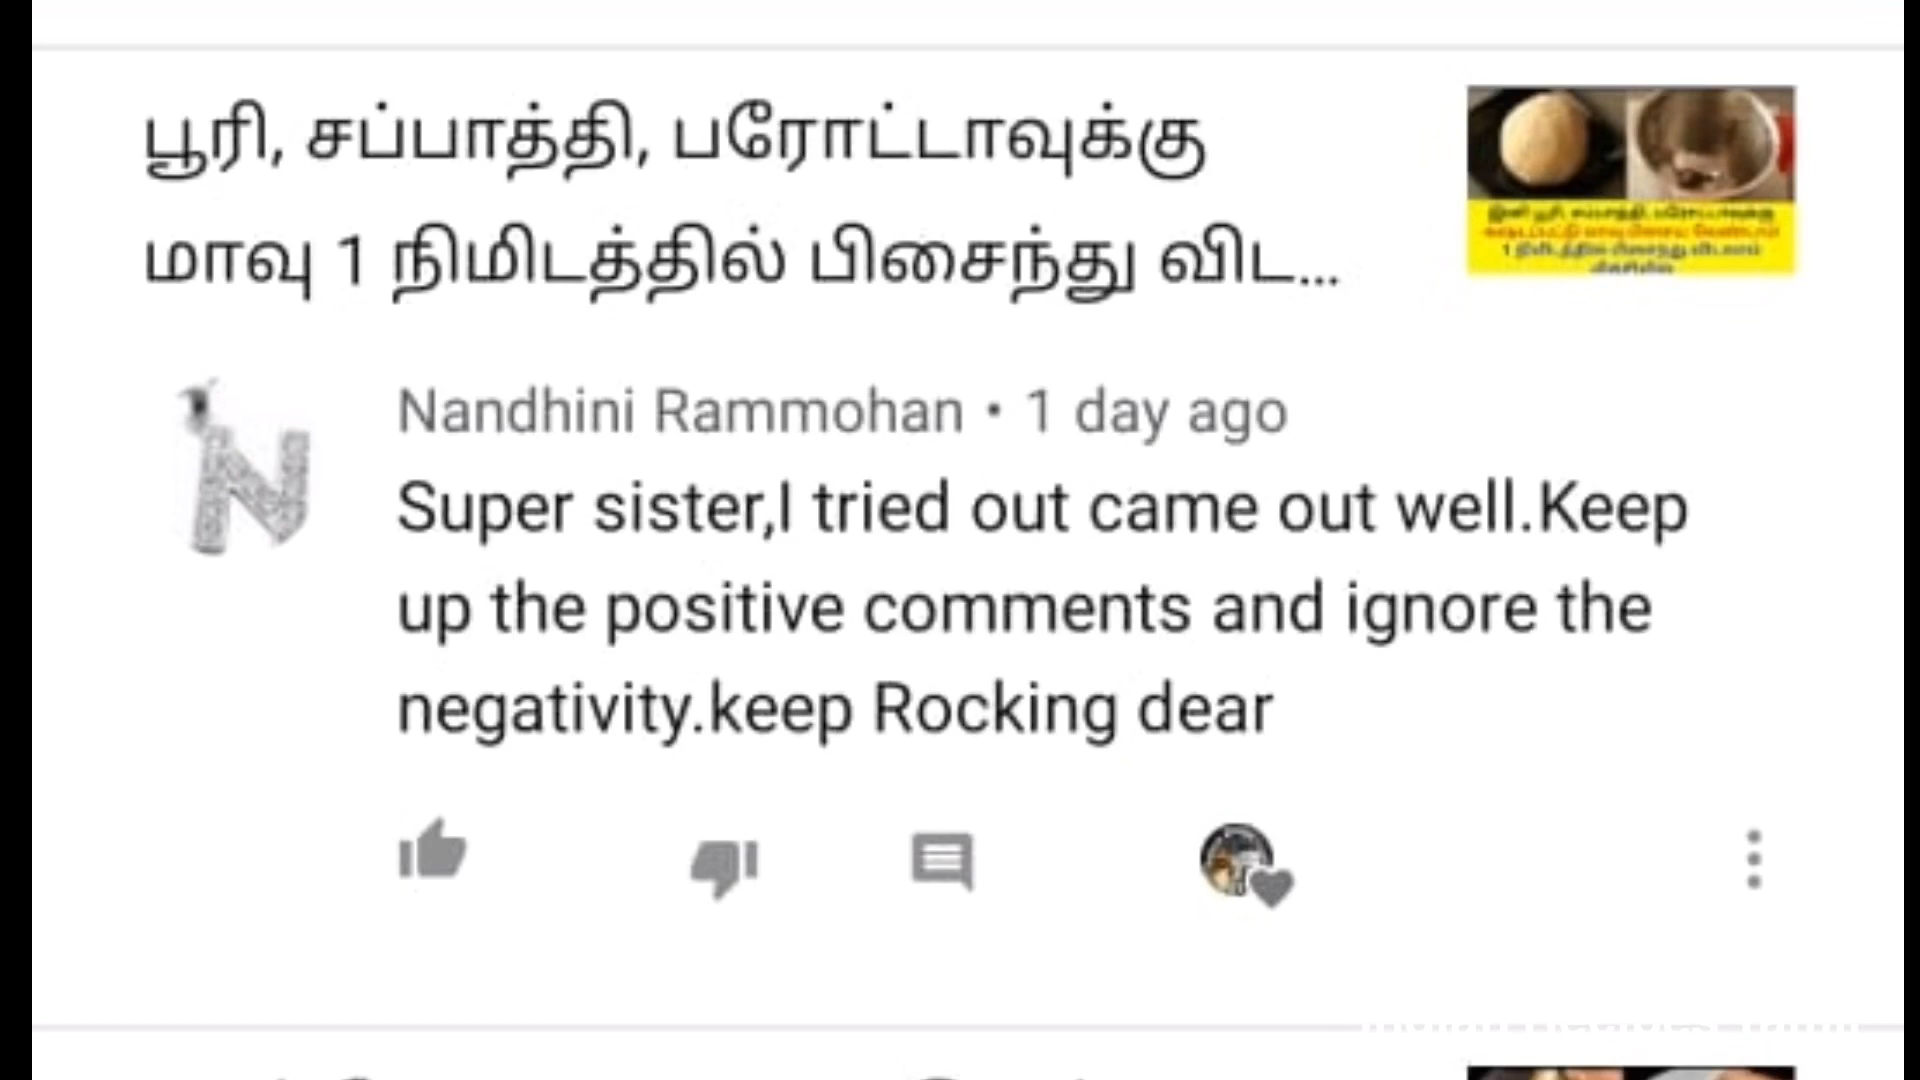 பூரி, சப்பாத்தி, பரோட்டாவுக்கு
மாவு 1 நிமிடத்தில் பிசைந்து விட...
Nandhini Rammohan • 1 day ago
Super sister,I tried out came out well.Keep
up the positive comments and ignore the
negativity.keep Rocking dear